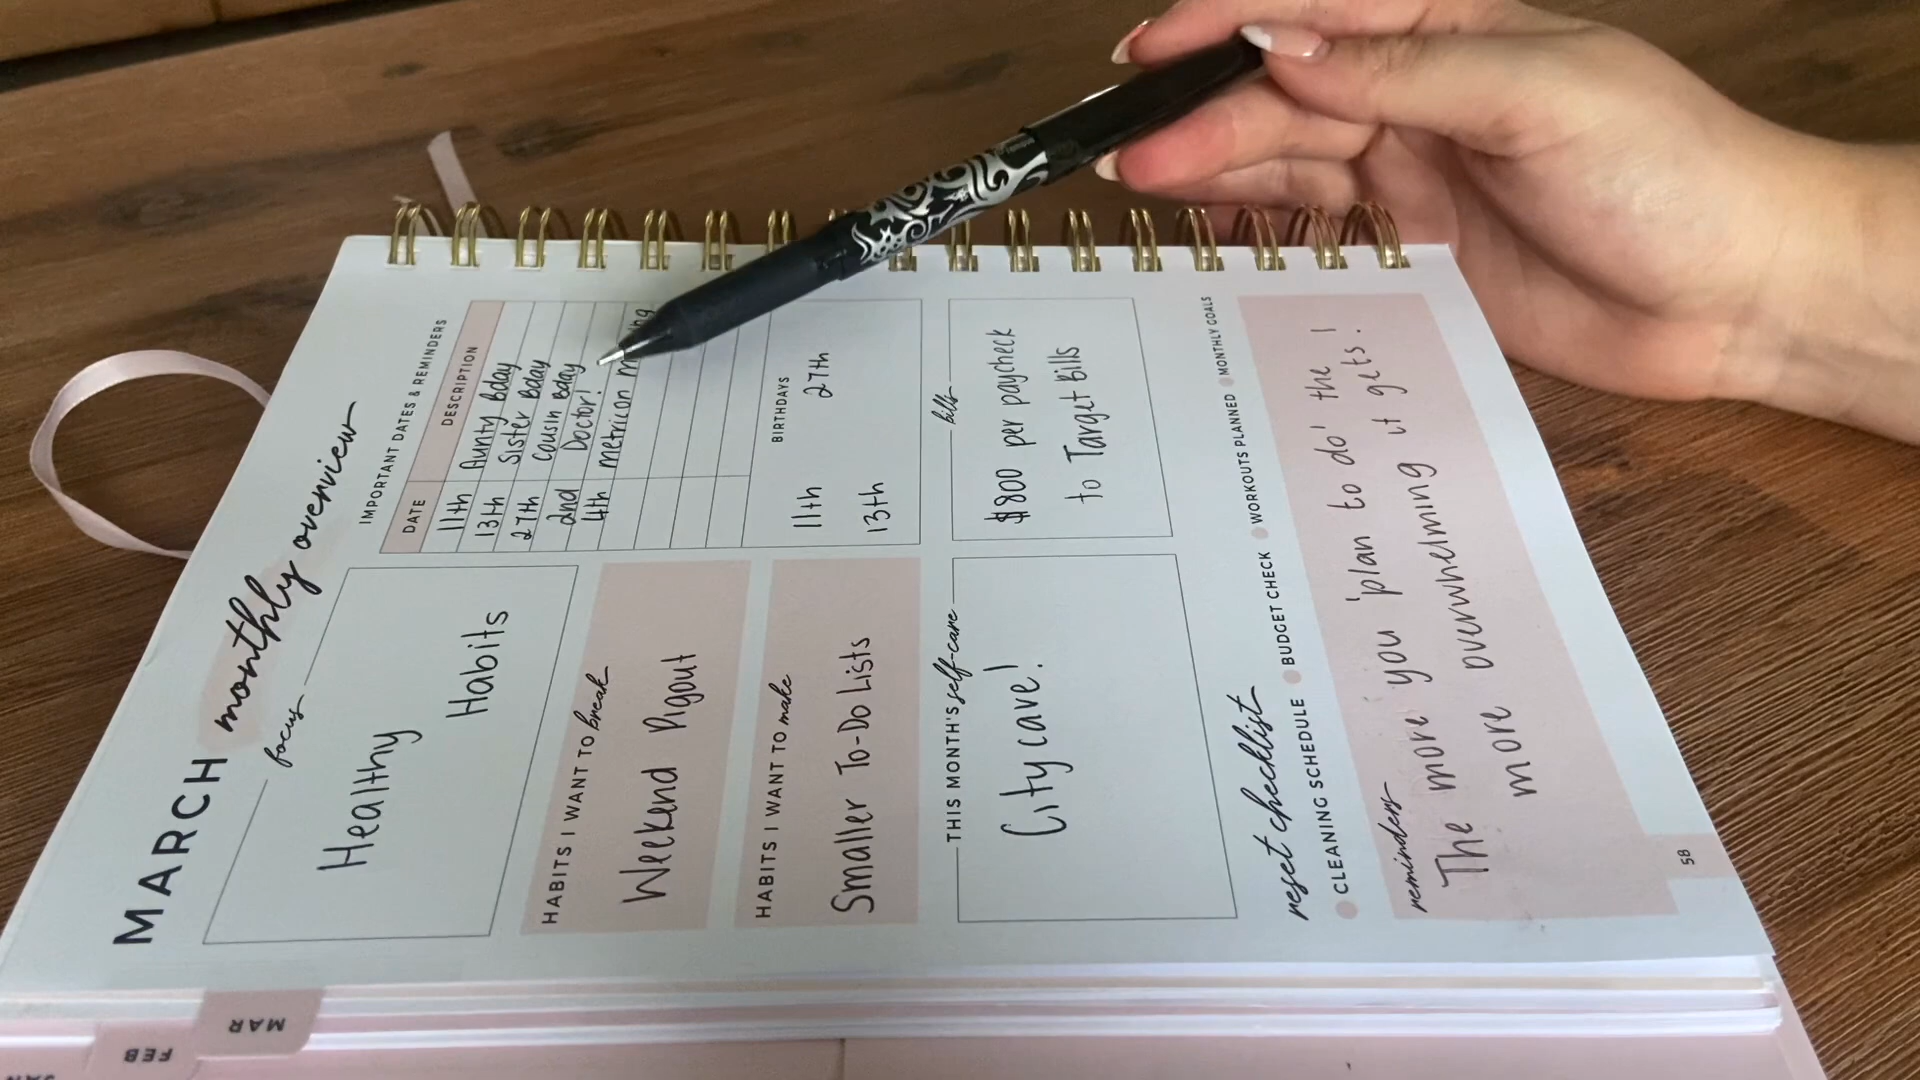 MARCH monthly overview
focus
Healthy
Habits
HABITS I WANT TO break
Weekend Pigout
HABITS I WANT TO make
Smaller To-Do Lists
THIS MONTH'S self-care
City cave!
IMPORTANT DATES & REMINDERS
DATE DESCRIPTION
11th Aunty Bday
13th Sister Bday
27th Cousin Bday
2nd Doctor!
4th metricon
BIRTHDAYS
11th 27th
13th
bills
$800 per paycheck
to Target Bills
reset checklist
CLEANING SCHEDULE BUDGET CHECK WORKOUTS PLANNED MONTHLY GOALS
reminders
The more you 'plan to do' the
more overwhelming it gets.
58
MAR
FEB
JAN